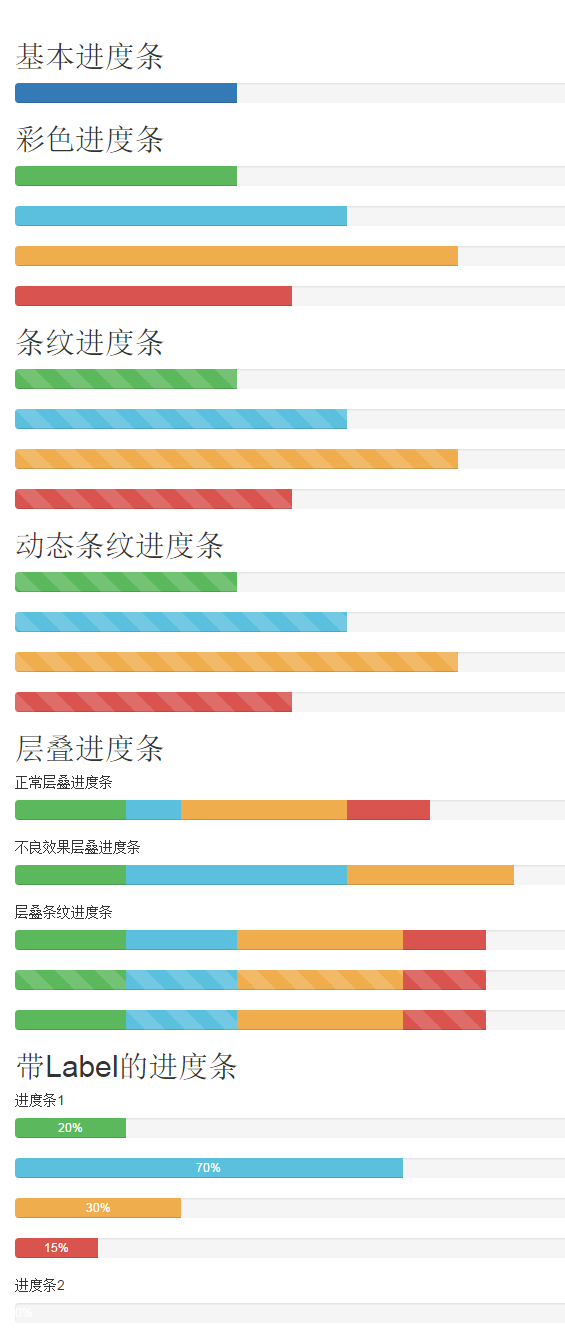 基本进度条
彩色进度条
条纹进度条
动态条纹进度条
层叠进度条
正常层叠进度条
不良效果层叠进度条
层叠条纹进度条
带Label的进度条
进度条1
20%
70%
30%
15%
进度条2
0%